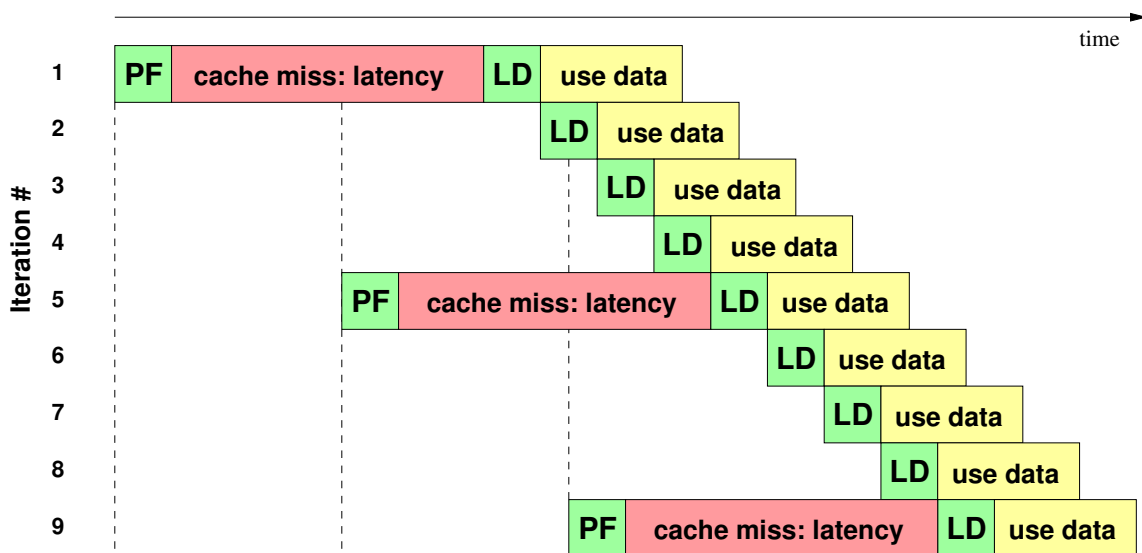 time
1 PF cache miss: latency LD use data
2 LD use data
3 LD use data
4 LD use data
Iteration #
5 PF cache miss: latency LD use data
6 LD use data
7 LD use data
8 LD use data
9 PF cache miss: latency LD use data